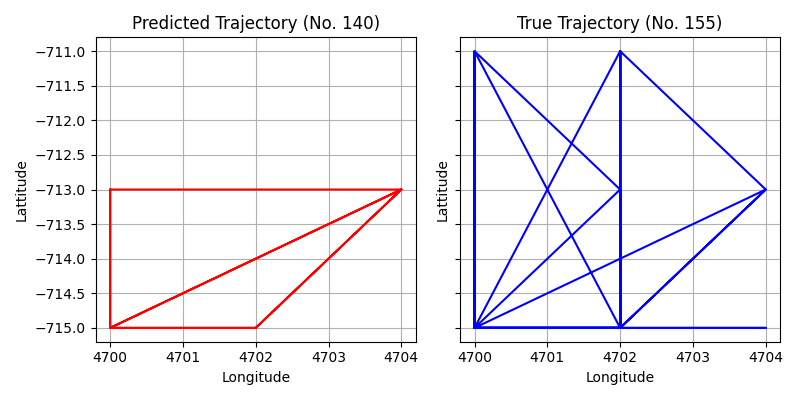 Predicted Trajectory (No. 140)
True Trajectory (No. 155)
Lattitude
−711.0
−711.5
−712.0
−712.5
−713.0
−713.5
−714.0
−714.5
−715.0
4700 4701 4702 4703 4704
Longitude
Lattitude
4700 4701 4702 4703 4704
Longitude